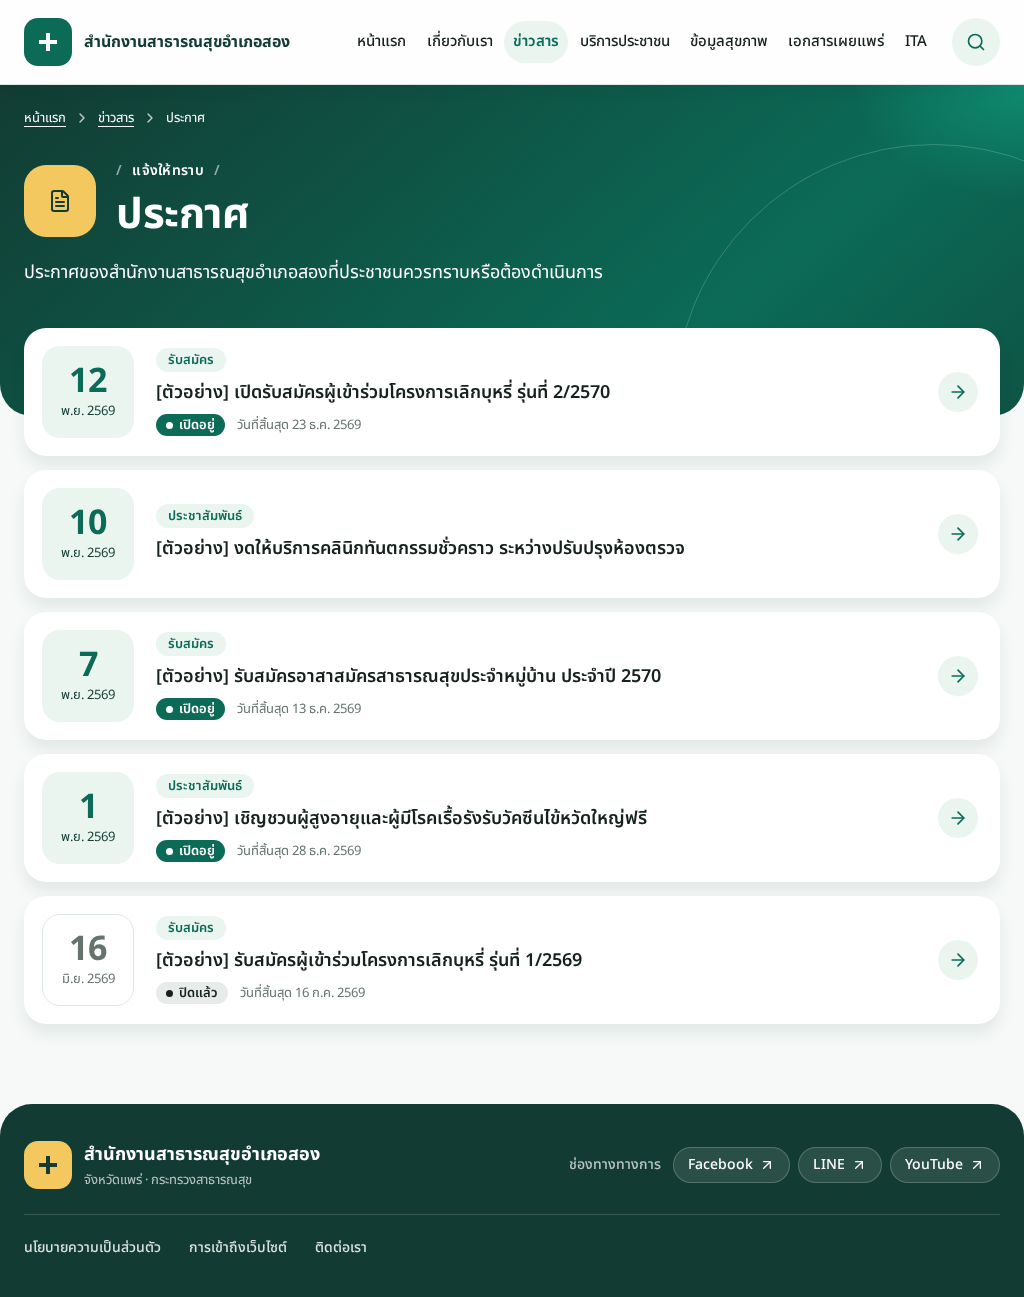 สำนักงานสาธารณสุขอำเภอสอง
หน้าแรก เกี่ยวกับเรา ข่าวสาร บริการประชาชน ข้อมูลสุขภาพ เอกสารเผยแพร่ ITA
หน้าแรก ข่าวสาร ประกาศ
/ แจ้งให้ทราบ /
ประกาศ
ประกาศของสำนักงานสาธารณสุขอำเภอสองที่ประชาชนควรทราบหรือต้องดำเนินการ
12
พ.ย. 2569
รับสมัคร
[ตัวอย่าง] เปิดรับสมัครผู้เข้าร่วมโครงการเลิกบุหรี่ รุ่นที่ 2/2570
เปิดอยู่ วันที่สิ้นสุด 23 ธ.ค. 2569
10
พ.ย. 2569
ประชาสัมพันธ์
[ตัวอย่าง] งดให้บริการคลินิกทันตกรรมชั่วคราว ระหว่างปรับปรุงห้องตรวจ
7
พ.ย. 2569
รับสมัคร
[ตัวอย่าง] รับสมัครอาสาสมัครสาธารณสุขประจำหมู่บ้าน ประจำปี 2570
เปิดอยู่ วันที่สิ้นสุด 13 ธ.ค. 2569
1
พ.ย. 2569
ประชาสัมพันธ์
[ตัวอย่าง] เชิญชวนผู้สูงอายุและผู้มีโรคเรื้อรังรับวัคซีนไข้หวัดใหญ่ฟรี
เปิดอยู่ วันที่สิ้นสุด 28 ธ.ค. 2569
16
มิ.ย. 2569
รับสมัคร
[ตัวอย่าง] รับสมัครผู้เข้าร่วมโครงการเลิกบุหรี่ รุ่นที่ 1/2569
ปิดแล้ว วันที่สิ้นสุด 16 ก.ค. 2569
สำนักงานสาธารณสุขอำเภอสอง
จังหวัดแพร่ · กระทรวงสาธารณสุข
ช่องทางทางการ Facebook LINE YouTube
นโยบายความเป็นส่วนตัว การเข้าถึงเว็บไซต์ ติดต่อเรา